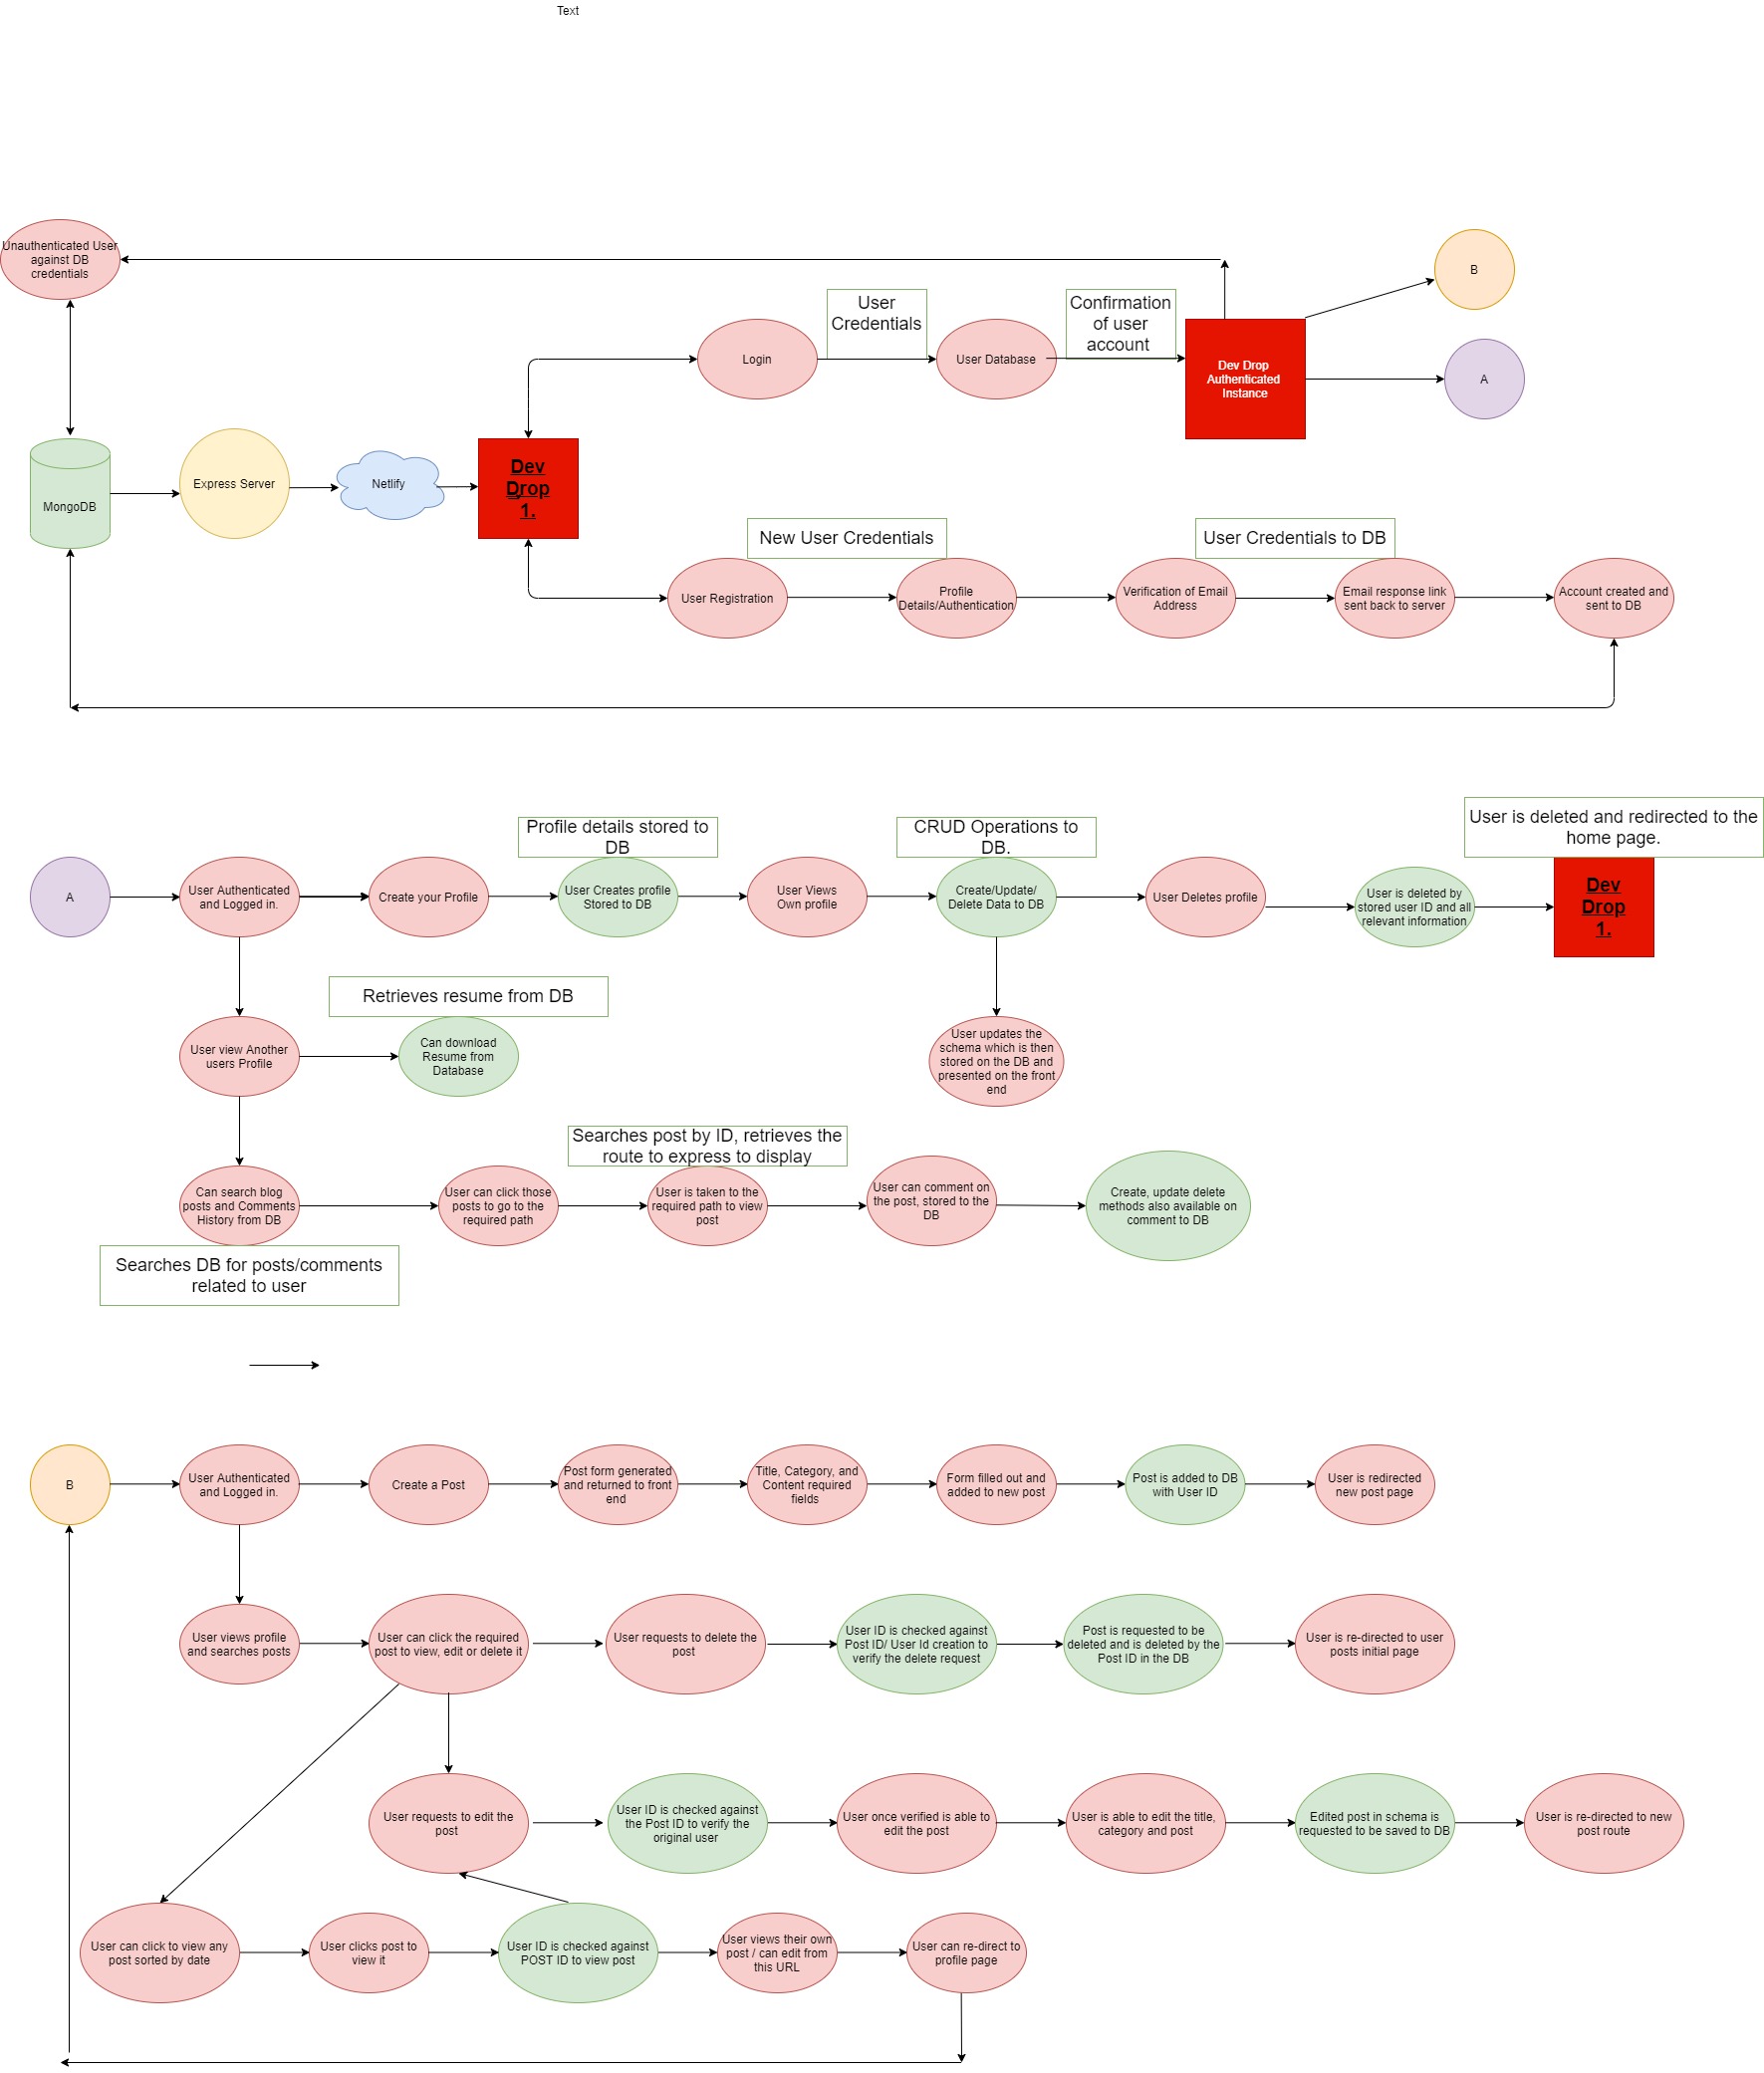 Text
Unauthenticated User
against DB
credentials
B
User
Credentials
Confirmation
of user
account
Login
User Database
Dev Drop
Authenticated
Instance
A
MongoDB
Express Server
Netlify
Dev
Drop
1.
New User Credentials
User Credentials to DB
User Registration
Profile
Details/Authentication
Verification of Email
Address
Email response link
sent back to server
Account created and
sent to DB
Profile details stored to
DB
CRUD Operations to
DB.
User is deleted and redirected to the
home page.
A
User Authenticated
and Logged in.
Create your Profile
User Creates profile
Stored to DB
User Views
Own profile
Create/Update/
Delete Data to DB
User Deletes profile
User is deleted by
stored user ID and all
relevant information
Dev
Drop
1.
Retrieves resume from DB
User view Another
users Profile
Can download
Resume from
Database
User updates the
schema which is then
stored on the DB and
presented on the front
end
Searches post by ID, retrieves the
route to express to display
Can search blog
posts and Comments
History from DB
User can click those
posts to go to the
required path
User is taken to the
required path to view
post
User can comment on
the post, stored to the
DB
Create, update delete
methods also available on
comment to DB
Searches DB for posts/comments
related to user
B
User Authenticated
and Logged in.
Create a Post
Post form generated
and returned to front
end
Title, Category, and
Content required
fields
Form filled out and
added to new post
Post is added to DB
with User ID
User is redirected
new post page
User views profile
and searches posts
User can click the required
post to view, edit or delete it
User requests to delete the
post
User ID is checked against
Post ID/ User Id creation to
verify the delete request
Post is requested to be
deleted and is deleted by the
Post ID in the DB
User is re-directed to user
posts initial page
User requests to edit the
post
User ID is checked against
the Post ID to verify the
original user
User once verified is able to
edit the post
User is able to edit the title,
category and post
Edited post in schema is
requested to be saved to DB
User is re-directed to new
post route
User can click to view any
post sorted by date
User clicks post to
view it
User ID is checked against
POST ID to view post
User views their own
post / can edit from
this URL
User can re-direct to
profile page